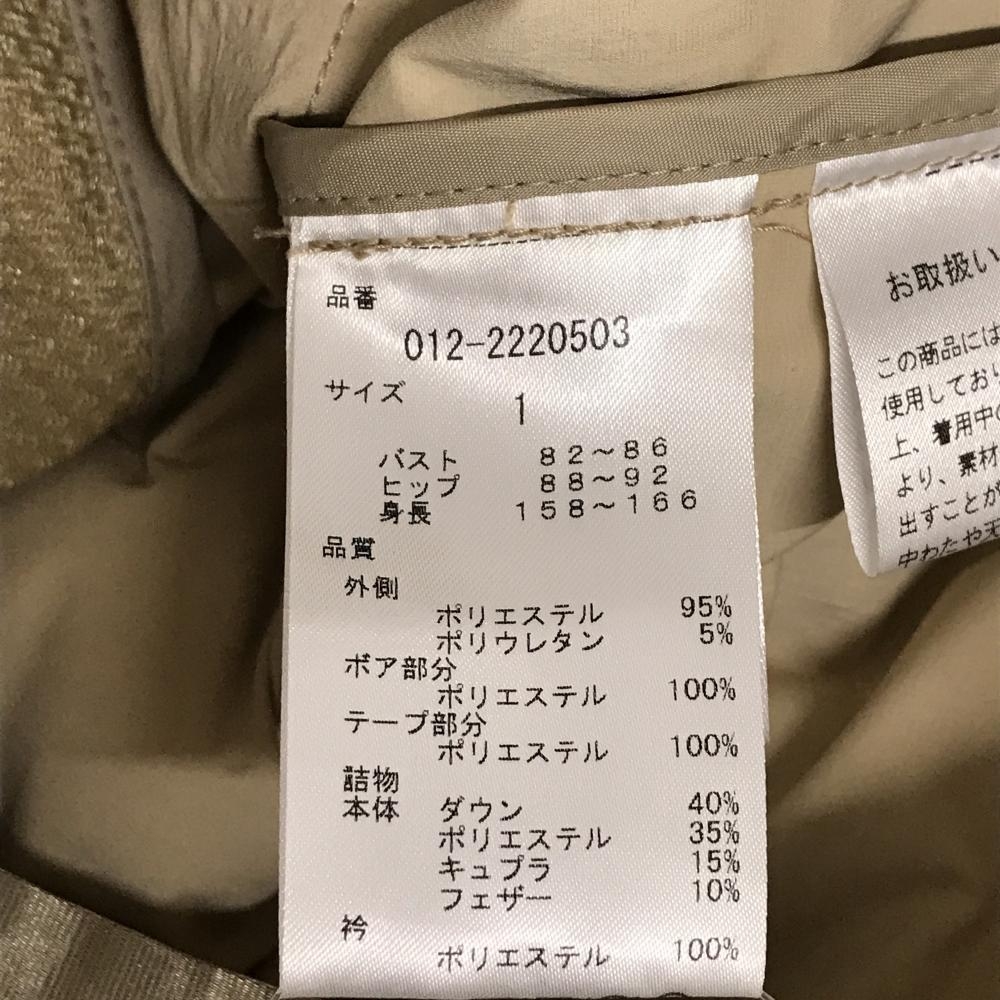 品番
012-2220503
サイズ
1
バスト 82～86
ヒップ 88～92
身長 158～166
品質
外側
ポリエステル 95%
ポリウレタン 5%
ボア部分
ポリエステル 100%
テープ部分
ポリエステル 100%
詰物
本体 ダウン 40%
ポリエステル 35%
キュプラ 15%
フェザー 10%
衿
ポリエステル 100%
お取扱い
この商品には
使用しており
上、着用中の
より、素材
出すことが
中わたや天